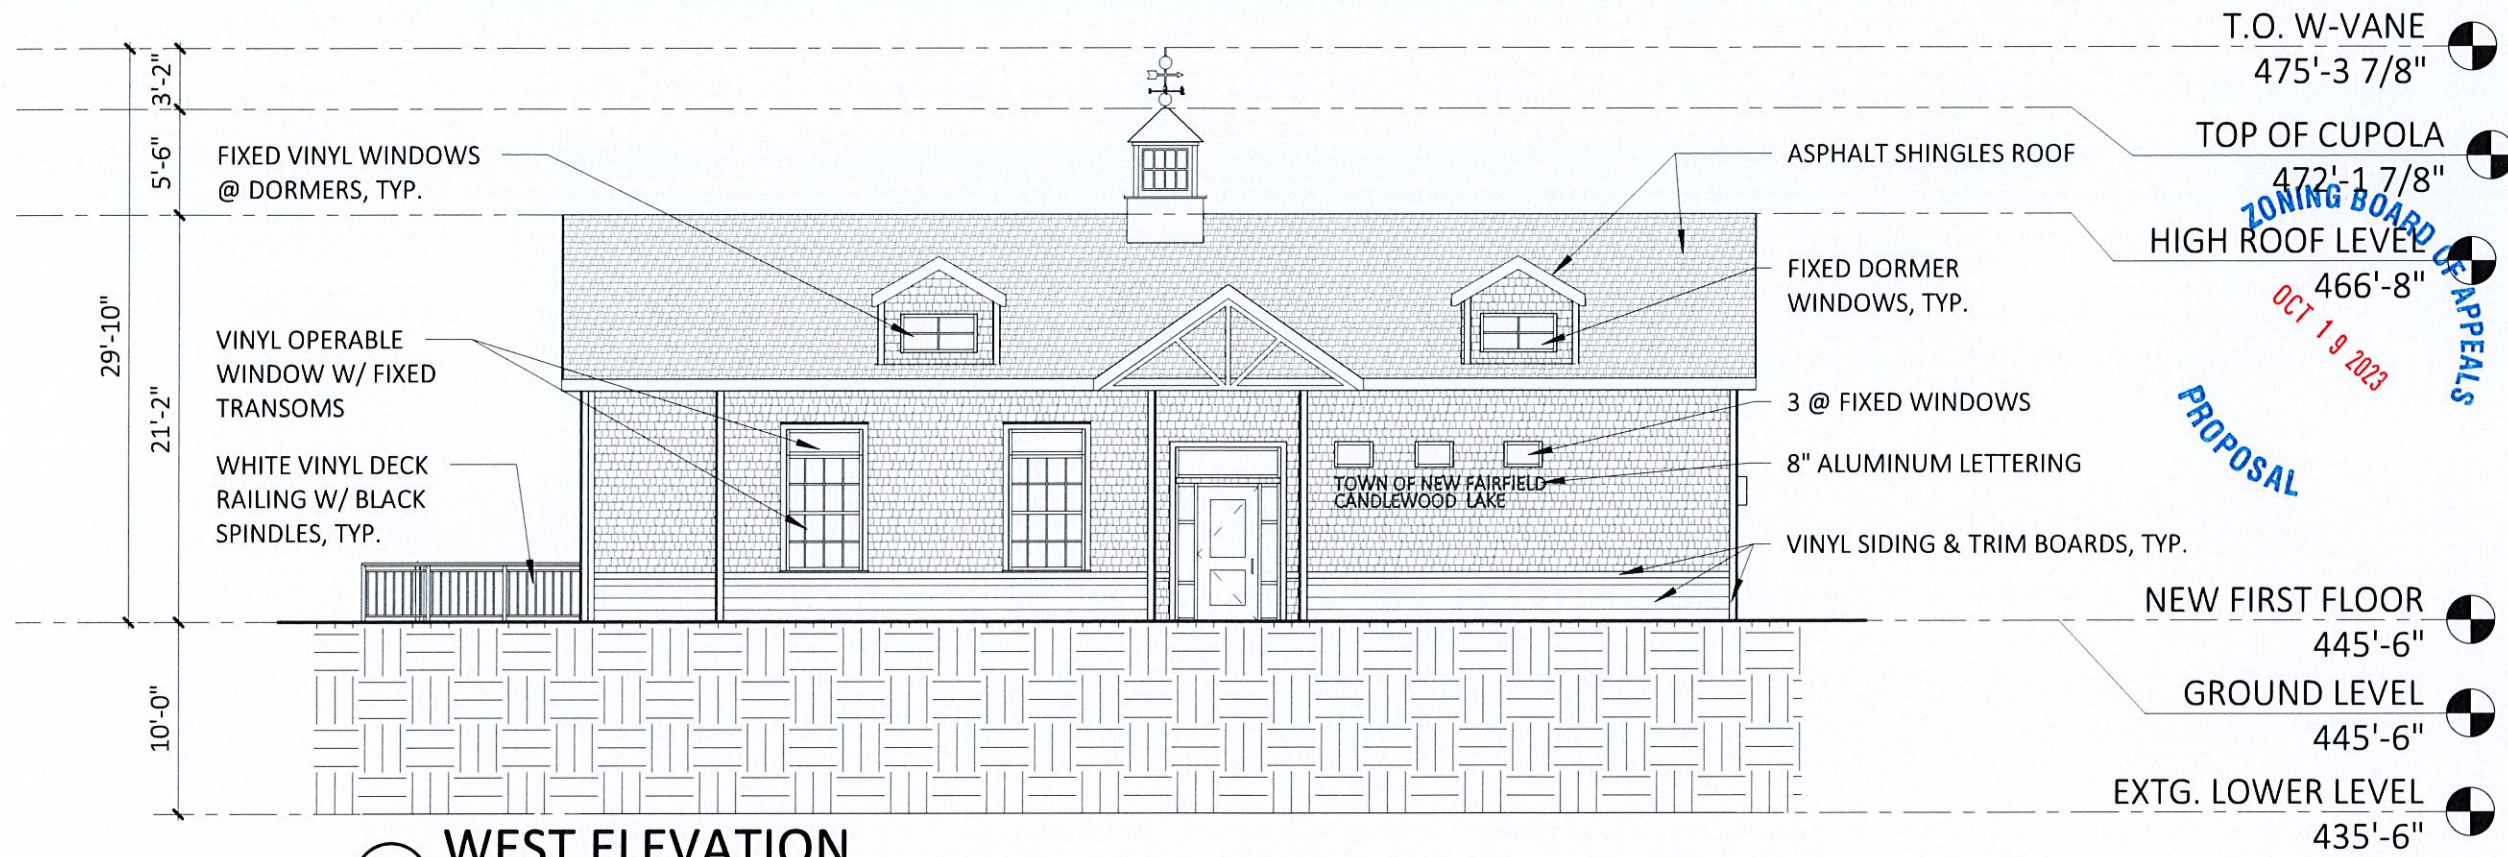 T.O. W-VANE
475'-3 7/8"
TOP OF CUPOLA
472'-1 7/8"
HIGH ROOF LEVEL
466'-8"
ZONING BOARD OF APPEALS
OCT 19 2023
PROPOSAL
3'-2"
5'-6"
29'-10"
21'-2"
10'-0"
FIXED VINYL WINDOWS
@ DORMERS, TYP.
VINYL OPERABLE
WINDOW W/ FIXED
TRANSOMS
WHITE VINYL DECK
RAILING W/ BLACK
SPINDLES, TYP.
ASPHALT SHINGLES ROOF
FIXED DORMER
WINDOWS, TYP.
3 @ FIXED WINDOWS
8" ALUMINUM LETTERING
TOWN OF NEW FAIRFIELD
CANDLEWOOD LAKE
VINYL SIDING & TRIM BOARDS, TYP.
NEW FIRST FLOOR
445'-6"
GROUND LEVEL
445'-6"
EXTG. LOWER LEVEL
435'-6"
WEST ELEVATION